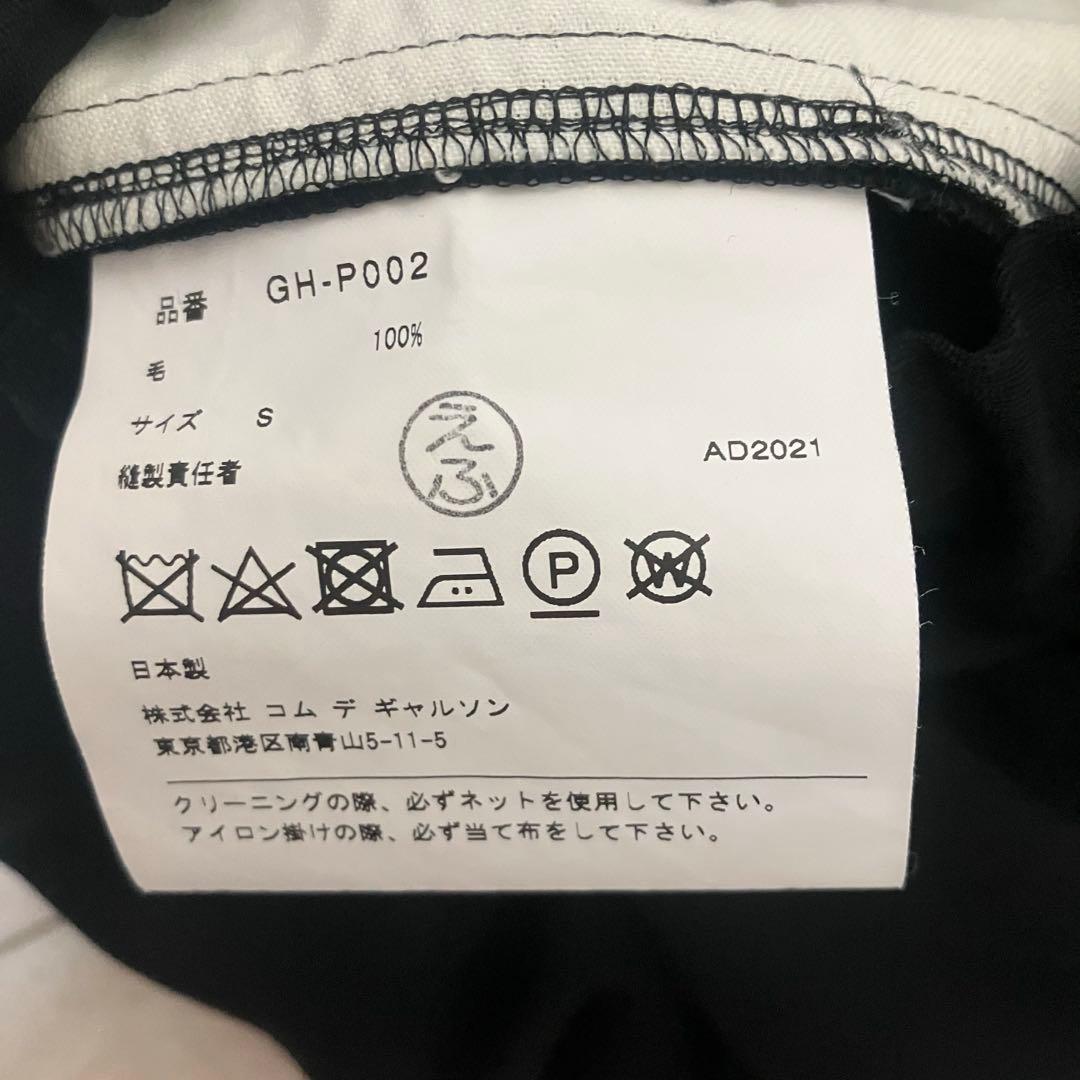 品番 GH-P002
毛 100%
サイズ S
縫製責任者 えふ AD2021
P W
日本製
株式会社 コム デ ギャルソン
東京都港区南青山5-11-5
クリーニングの際、必ずネットを使用して下さい。
アイロン掛けの際、必ず当て布をして下さい。